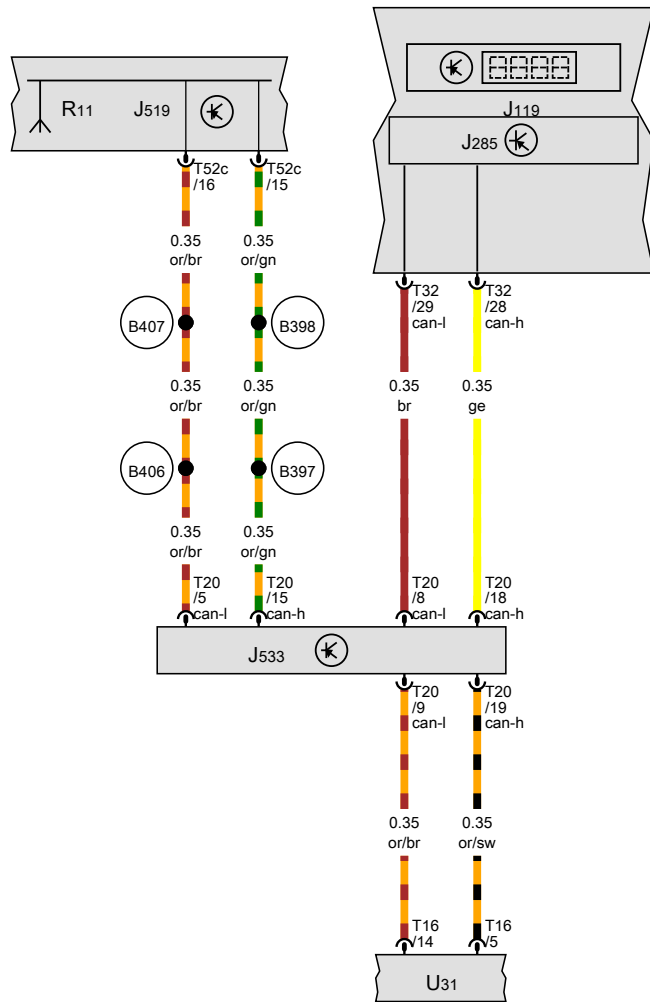 R11
J519
J119
J285
T52c
/16
T52c
/15
0.35
or/br
0.35
or/gn
B407
B398
0.35
or/br
0.35
or/gn
B406
B397
0.35
or/br
0.35
or/gn
T20
/5
can-l
T20
/15
can-h
T32
/29
can-l
T32
/28
can-h
0.35
br
0.35
ge
T20
/8
can-l
T20
/18
can-h
J533
T20
/9
can-l
T20
/19
can-h
0.35
or/br
0.35
or/sw
T16
/14
T16
/5
U31